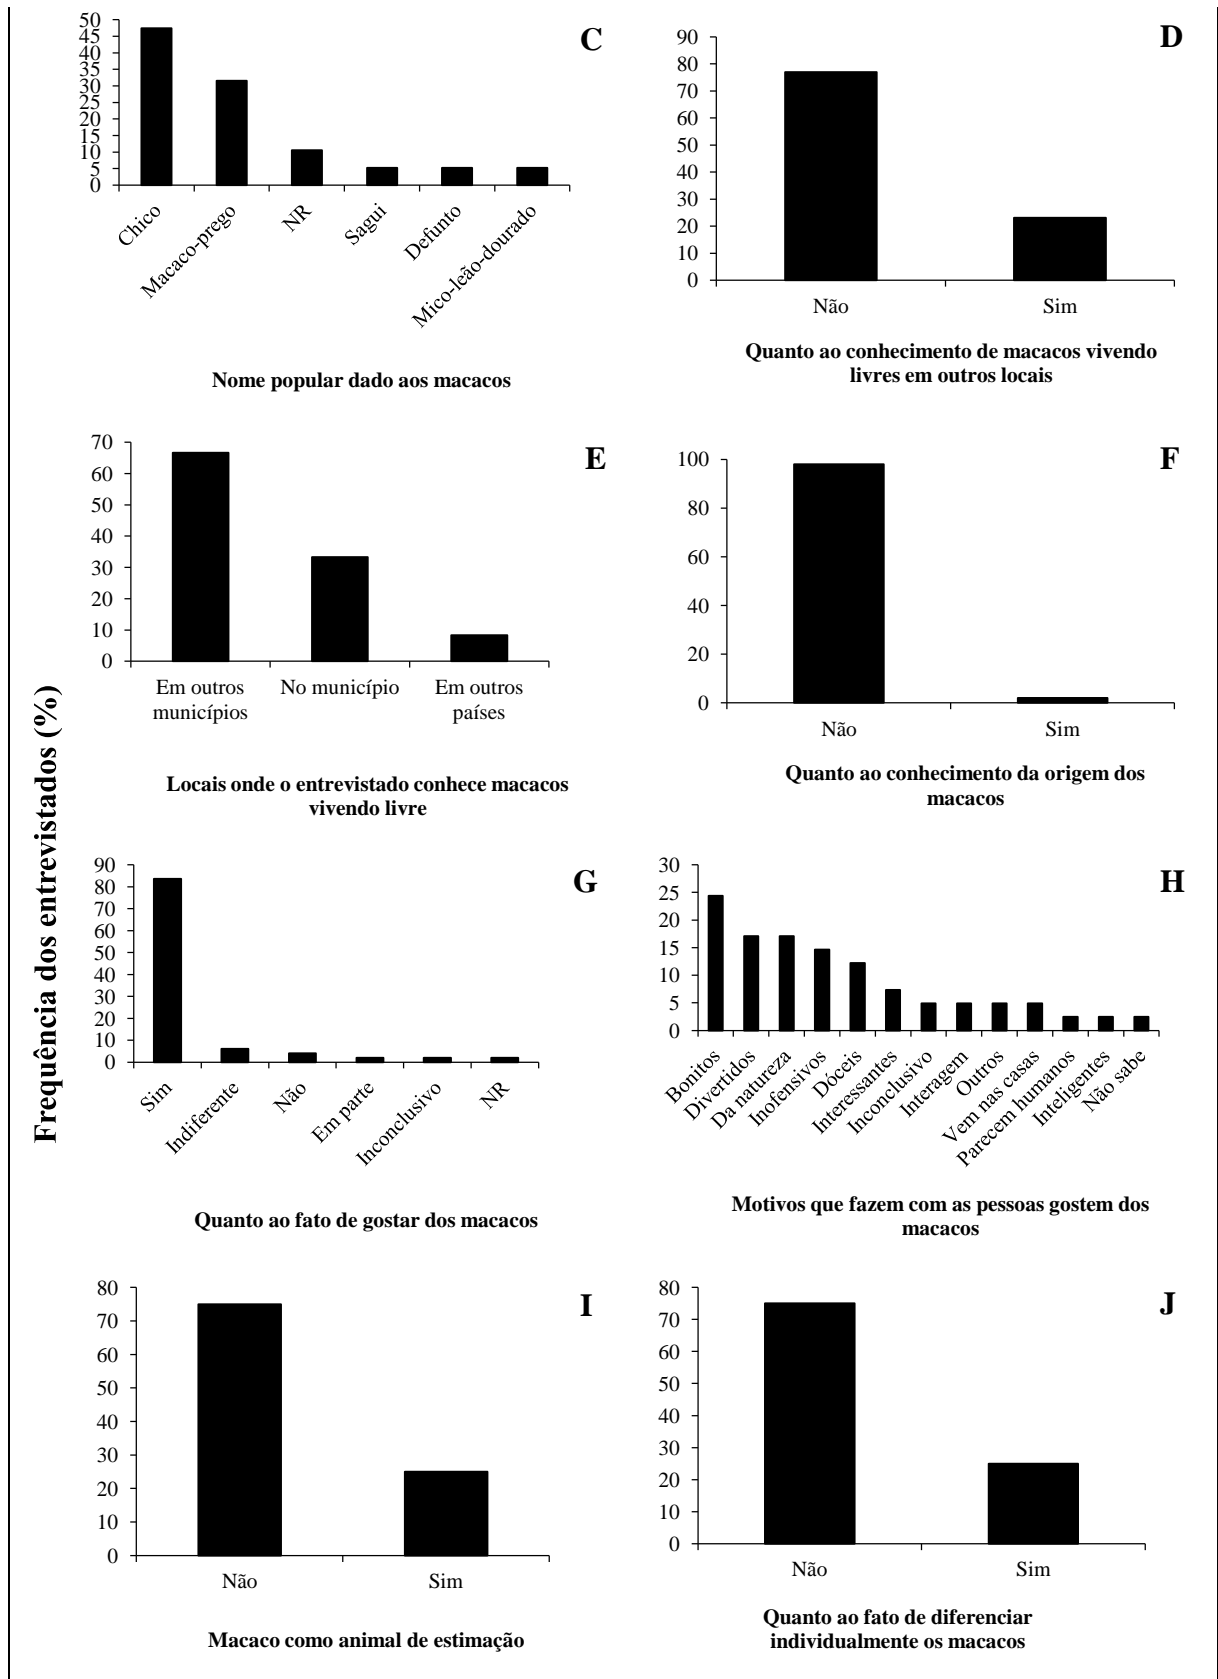 Frequência dos entrevistados (%)
C
50
45
40
35
30
25
20
15
10
5
0
Chico
Macaco-prego
NR
Sagui
Defunto
Mico-leão-dourado
Nome popular dado aos macacos
D
90
80
70
60
50
40
30
20
10
0
Não
Sim
Quanto ao conhecimento de macacos vivendo
livres em outros locais
E
70
60
50
40
30
20
10
0
Em outros
municípios
No município
Em outros
países
Locais onde o entrevistado conhece macacos
vivendo livre
F
100
80
60
40
20
0
Não
Sim
Quanto ao conhecimento da origem dos
macacos
G
90
80
70
60
50
40
30
20
10
0
Sim
Indiferente
Não
Em parte
Inconclusivo
NR
Quanto ao fato de gostar dos macacos
H
30
25
20
15
10
5
0
Bonitos
Divertidos
Da natureza
Inofensivos
Dóceis
Interessantes
Inconclusivo
Interagem
Outros
Vem nas casas
Parecem humanos
Inteligentes
Não sabe
Motivos que fazem com as pessoas gostem dos
macacos
I
80
70
60
50
40
30
20
10
0
Não
Sim
Macaco como animal de estimação
J
80
70
60
50
40
30
20
10
0
Não
Sim
Quanto ao fato de diferenciar
individualmente os macacos